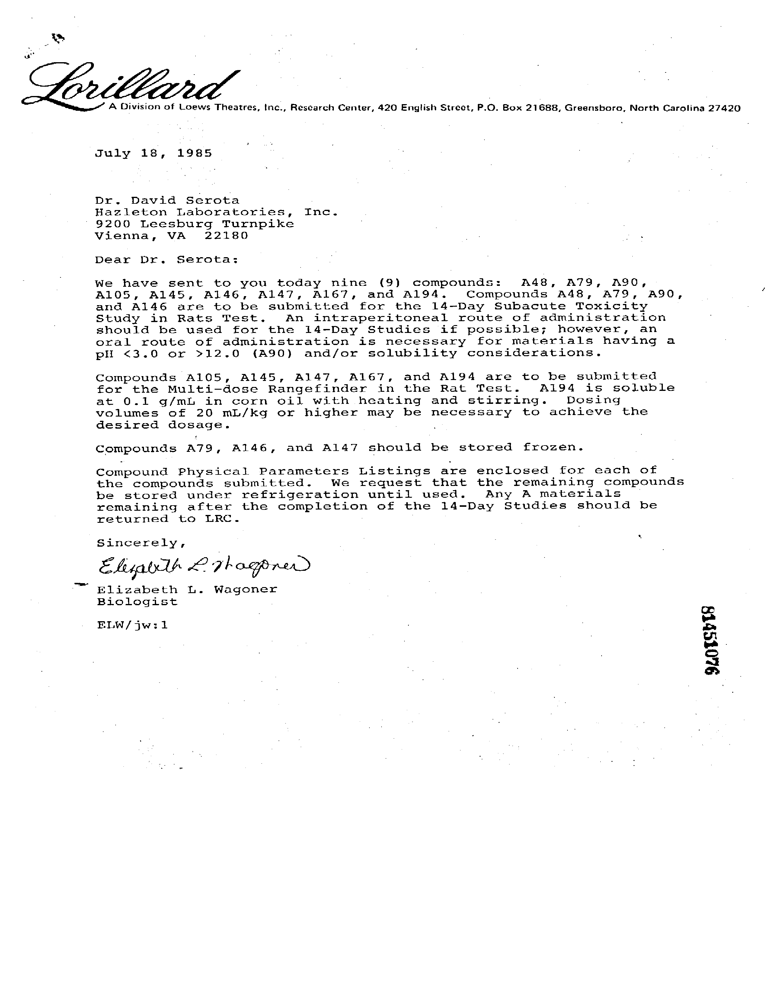 Lorillard
A Division of Loews Theatres, Inc., Research Center, 420 English Street, P.O. Box 21688, Greensboro, North Carolina 27420
July 18, 1985
Dr. David Serota
Hazleton Laboratories, Inc.
9200 Leesburg Turnpike
Vienna, VA 22180
Dear Dr. Serota:
We have sent to you today nine (9) compounds: A48, A79, A90,
A105, A145, A146, A147, A167, and A194. Compounds A48, A79, A90,
and A146 are to be submitted for the 14-Day Subacute Toxicity
Study in Rats Test. An intraperitoneal route of administration
should be used for the 14-Day Studies if possible; however, an
oral route of administration is necessary for materials having a
pH <3.0 or >12.0 (A90) and/or solubility considerations.
Compounds A105, A145, A147, A167, and A194 are to be submitted
for the Multi-dose Rangefinder in the Rat Test. A194 is soluble
at 0.1 g/mL in corn oil with heating and stirring. Dosing
volumes of 20 mL/kg or higher may be necessary to achieve the
desired dosage.
Compounds A79, A146, and A147 should be stored frozen.
Compound Physical Parameters Listings are enclosed for each of
the compounds submitted. We request that the remaining compounds
be stored under refrigeration until used. Any A materials
remaining after the completion of the 14-Day Studies should be
returned to LRC.
Sincerely,
Elizabeth L. Wagoner
Elizabeth L. Wagoner
Biologist
ELW/jw:1
81451076